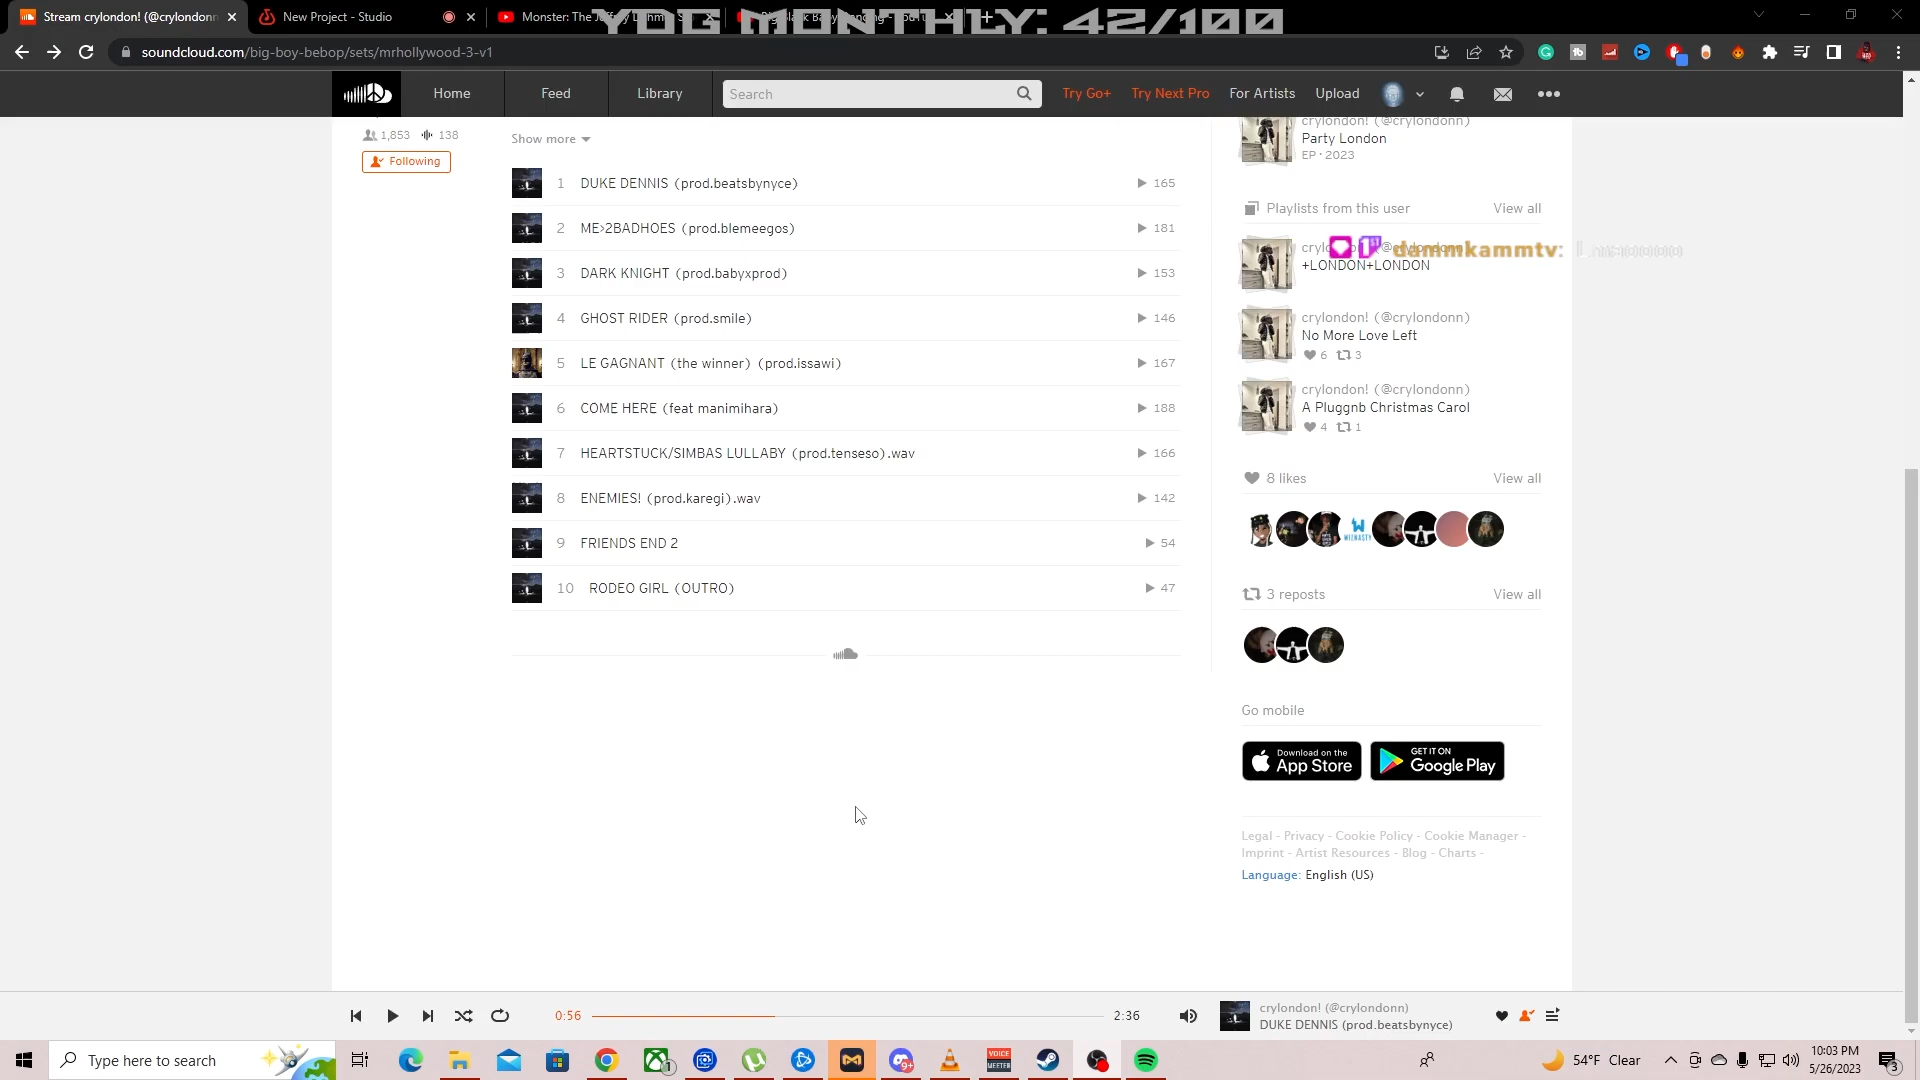 YOG MONTHLY: 42/100
Stream crylondon! (@crylondonn
New Project - Studio
Monster: The Jeffrey Dahmer S
soundcloud.com/big-boy-bebop/sets/mrhollywood-3-v1
Home
Feed
Library
Search
Try Go+
Try Next Pro
For Artists
Upload
1,853
138
Following
Show more
1 DUKE DENNIS (prod.beatsbynyce) 165
2 ME>2BADHOES (prod.blemeegos) 181
3 DARK KNIGHT (prod.babyxprod) 153
4 GHOST RIDER (prod.smile) 146
5 LE GAGNANT (the winner) (prod.issawi) 167
6 COME HERE (feat manimihara) 188
7 HEARTSTUCK/SIMBAS LULLABY (prod.tenseso).wav 166
8 ENEMIES! (prod.karegi).wav 142
9 FRIENDS END 2 54
10 RODEO GIRL (OUTRO) 47
crylondon! (@crylondonn)
Party London
EP · 2023
Playlists from this user
View all
dammkammtv:
+LONDON+LONDON
crylondon! (@crylondonn)
No More Love Left
6 3
crylondon! (@crylondonn)
A Pluggnb Christmas Carol
4 1
8 likes
View all
WIZNASTY
3 reposts
View all
Go mobile
Download on the
App Store
GET IT ON
Google Play
Legal - Privacy - Cookie Policy - Cookie Manager -
Imprint - Artist Resources - Blog - Charts -
Language: English (US)
0:56
2:36
crylondon! (@crylondonn)
DUKE DENNIS (prod.beatsbynyce)
Type here to search
VOICE
MEETER
54°F Clear
10:03 PM
5/26/2023